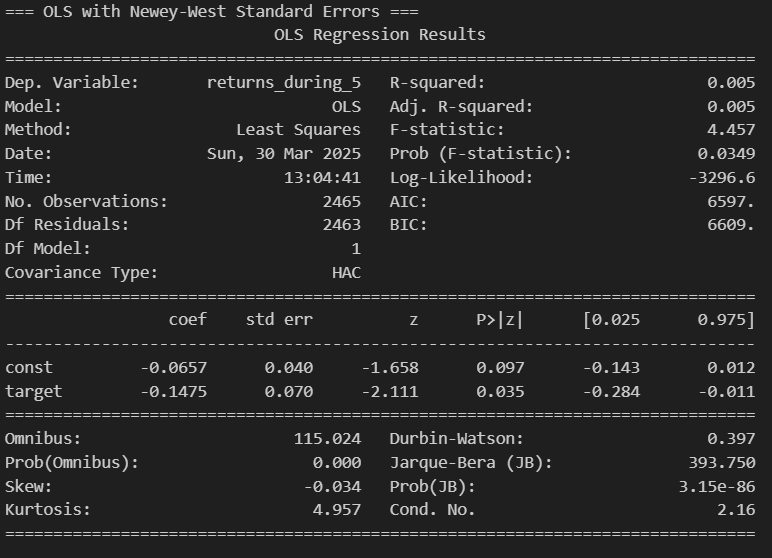 === OLS with Newey-West Standard Errors ===
                            OLS Regression Results
==============================================================================
Dep. Variable:       returns_during_5   R-squared:                       0.005
Model:                            OLS   Adj. R-squared:                  0.005
Method:                 Least Squares   F-statistic:                     4.457
Date:                Sun, 30 Mar 2025   Prob (F-statistic):             0.0349
Time:                        13:04:41   Log-Likelihood:                -3296.6
No. Observations:                2465   AIC:                             6597.
Df Residuals:                    2463   BIC:                             6609.
Df Model:                           1
Covariance Type:                  HAC
==============================================================================
                 coef    std err          z      P>|z|      [0.025      0.975]
------------------------------------------------------------------------------
const         -0.0657      0.040     -1.658      0.097      -0.143       0.012
target        -0.1475      0.070     -2.111      0.035      -0.284      -0.011
==============================================================================
Omnibus:                      115.024   Durbin-Watson:                   0.397
Prob(Omnibus):                  0.000   Jarque-Bera (JB):              393.750
Skew:                          -0.034   Prob(JB):                     3.15e-86
Kurtosis:                       4.957   Cond. No.                         2.16
==============================================================================